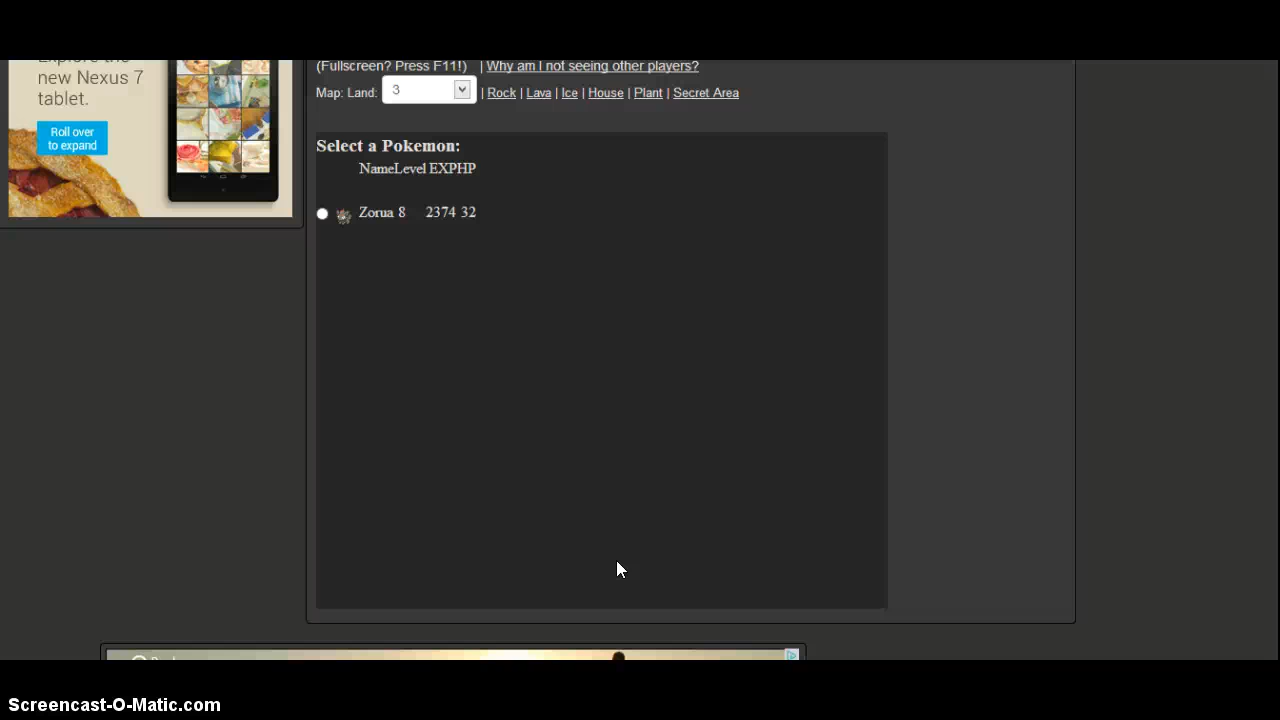 Explore the
new Nexus 7
tablet.
Roll over
to expand
(Fullscreen? Press F11!) | Why am I not seeing other players?
Map: Land: 3 | Rock | Lava | Ice | House | Plant | Secret Area
Select a Pokemon:
NameLevel EXPHP
Zorua 8 2374 32
Screencast-O-Matic.com